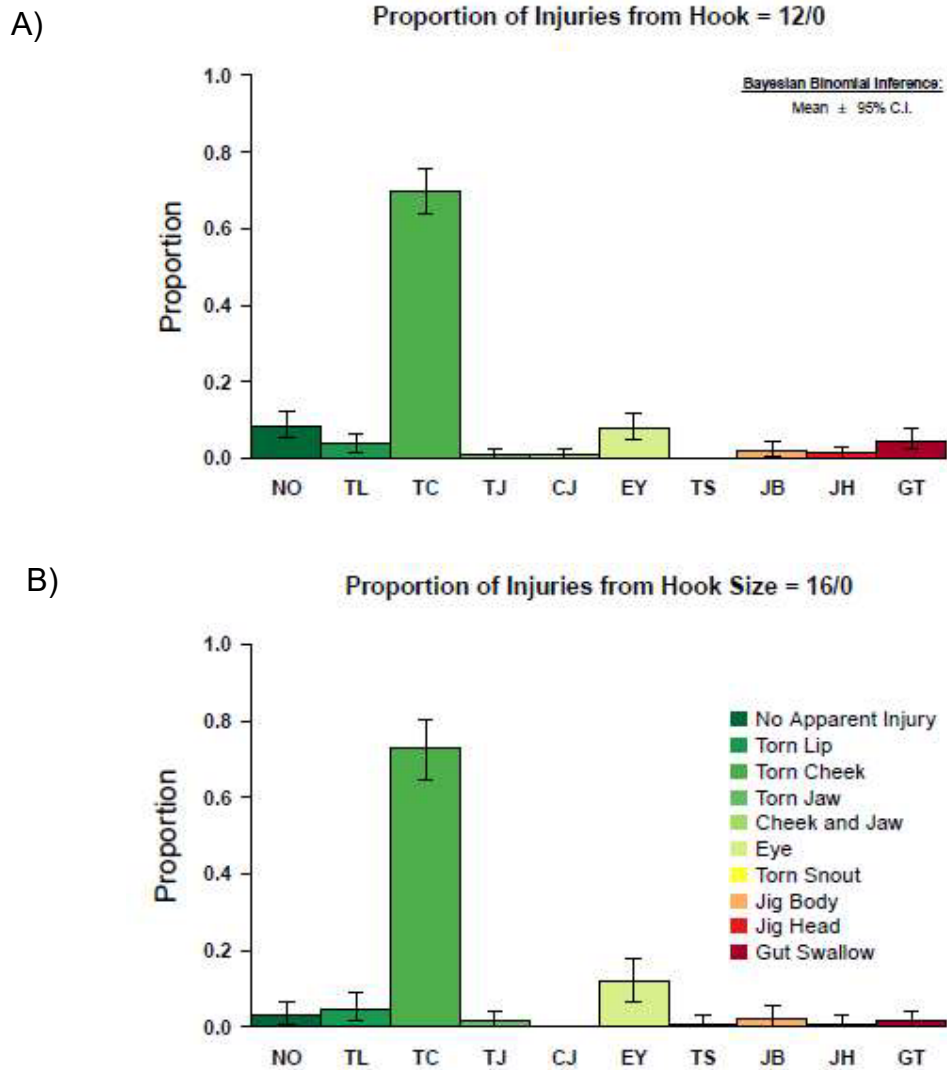 A)
Proportion of Injuries from Hook = 12/0
Bayesian Binomial Inference:
Mean ± 95% C.I.
Proportion
1.0
0.8
0.6
0.4
0.2
0.0
NO TL TC TJ CJ EY TS JB JH GT
B)
Proportion of Injuries from Hook Size = 16/0
Proportion
1.0
0.8
0.6
0.4
0.2
0.0
No Apparent Injury
Torn Lip
Torn Cheek
Torn Jaw
Cheek and Jaw
Eye
Torn Snout
Jig Body
Jig Head
Gut Swallow
NO TL TC TJ CJ EY TS JB JH GT